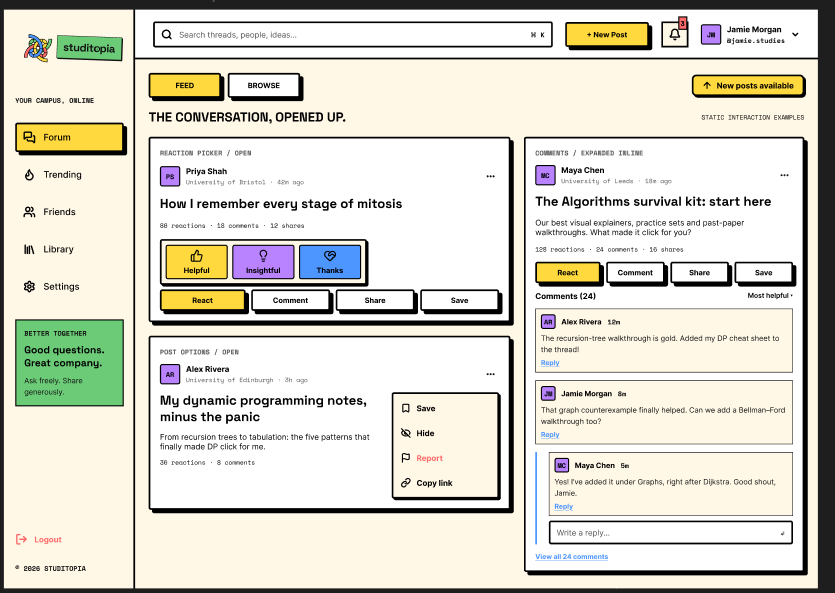 studitopia
Search threads, people, ideas...
⌘ K
+ New Post
3
JM
Jamie Morgan
@jamie.studies
YOUR CAMPUS, ONLINE
Forum
Trending
Friends
Library
Settings
BETTER TOGETHER
Good questions.
Great company.
Ask freely. Share
generously.
Logout
© 2026 STUDITOPIA
FEED
BROWSE
New posts available
THE CONVERSATION, OPENED UP.
STATIC INTERACTION EXAMPLES
REACTION PICKER / OPEN
PS
Priya Shah
University of Bristol · 42m ago
How I remember every stage of mitosis
86 reactions · 18 comments · 12 shares
Helpful
Insightful
Thanks
React
Comment
Share
Save
POST OPTIONS / OPEN
AR
Alex Rivera
University of Edinburgh · 3h ago
My dynamic programming notes,
minus the panic
From recursion trees to tabulation: the five patterns that
finally made DP click for me.
36 reactions · 8 comments
Save
Hide
Report
Copy link
COMMENTS / EXPANDED INLINE
MC
Maya Chen
University of Leeds · 18m ago
The Algorithms survival kit: start here
Our best visual explainers, practice sets and past-paper
walkthroughs. What made it click for you?
128 reactions · 24 comments · 16 shares
React
Comment
Share
Save
Comments (24)
Most helpful
AR
Alex Rivera 12m
The recursion-tree walkthrough is gold. Added my DP cheat sheet to
the thread!
Reply
JM
Jamie Morgan 8m
That graph counterexample finally helped. Can we add a Bellman–Ford
walkthrough too?
Reply
MC
Maya Chen 5m
Yes! I've added it under Graphs, right after Dijkstra. Good shout,
Jamie.
Reply
Write a reply...
View all 24 comments